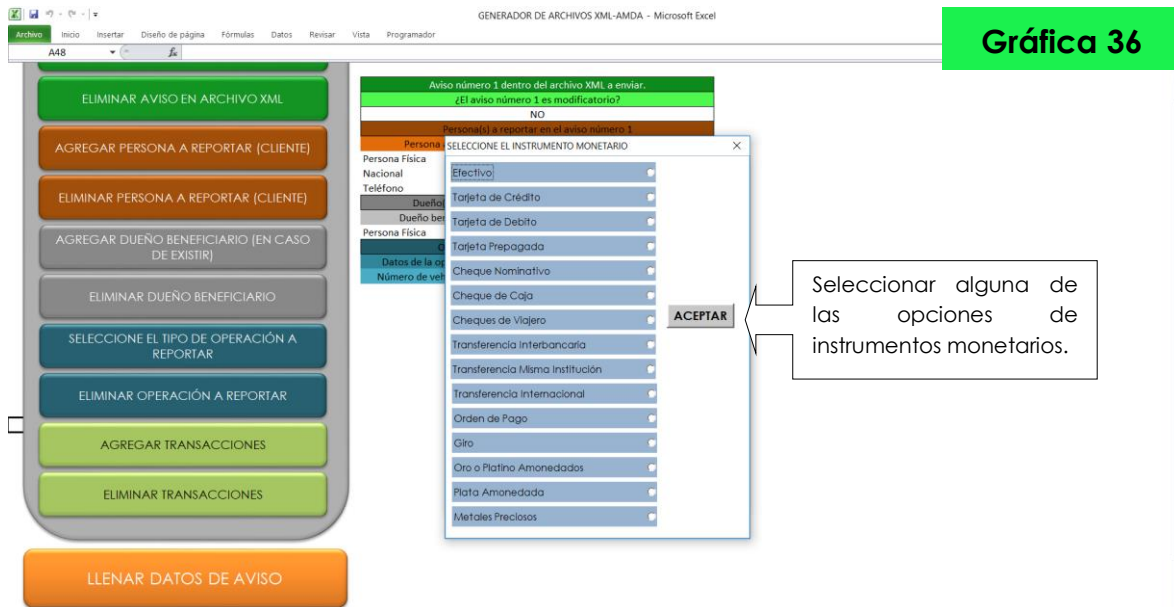 GENERADOR DE ARCHIVOS XML-AMDA - Microsoft Excel
Gráfica 36
Archivo Inicio Insertar Diseño de página Fórmulas Datos Revisar Vista Programador
A48 fx
ELIMINAR AVISO EN ARCHIVO XML
AGREGAR PERSONA A REPORTAR (CLIENTE)
ELIMINAR PERSONA A REPORTAR (CLIENTE)
AGREGAR DUEÑO BENEFICIARIO (EN CASO
DE EXISTIR)
ELIMINAR DUEÑO BENEFICIARIO
SELECCIONE EL TIPO DE OPERACIÓN A
REPORTAR
ELIMINAR OPERACIÓN A REPORTAR
AGREGAR TRANSACCIONES
ELIMINAR TRANSACCIONES
LLENAR DATOS DE AVISO
Aviso número 1 dentro del archivo XML a enviar.
¿El aviso número 1 es modificatorio?
NO
Persona(s) a reportar en el aviso número 1
Persona
Persona Física
Nacional
Teléfono
Dueño
Dueño ber
Persona Física
O
Datos de la op
Número de veh
SELECCIONE EL INSTRUMENTO MONETARIO
Efectivo
Tarjeta de Crédito
Tarjeta de Debito
Tarjeta Prepagada
Cheque Nominativo
Cheque de Caja
Cheques de Viajero
Transferencia Interbancaria
Transferencia Misma Institución
Transferencia Internacional
Orden de Pago
Giro
Oro o Platino Amonedados
Plata Amonedada
Metales Preciosos
ACEPTAR
Seleccionar alguna de
las opciones de
instrumentos monetarios.